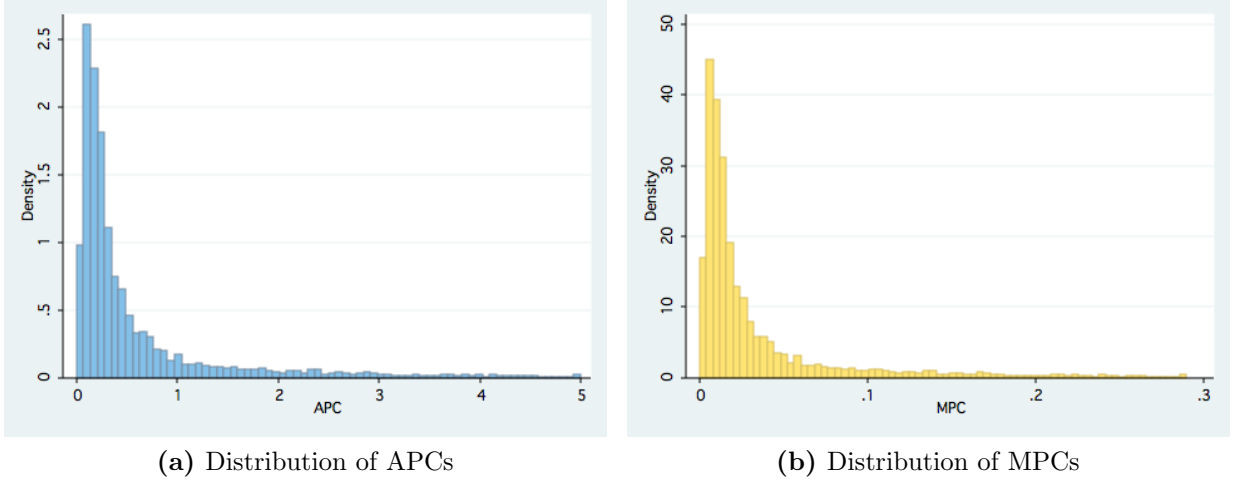 Density
0
.5
1
1.5
2
2.5
0 1 2 3 4 5
APC
(a) Distribution of APCs
Density
0
10
20
30
40
50
0 .1 .2 .3
MPC
(b) Distribution of MPCs